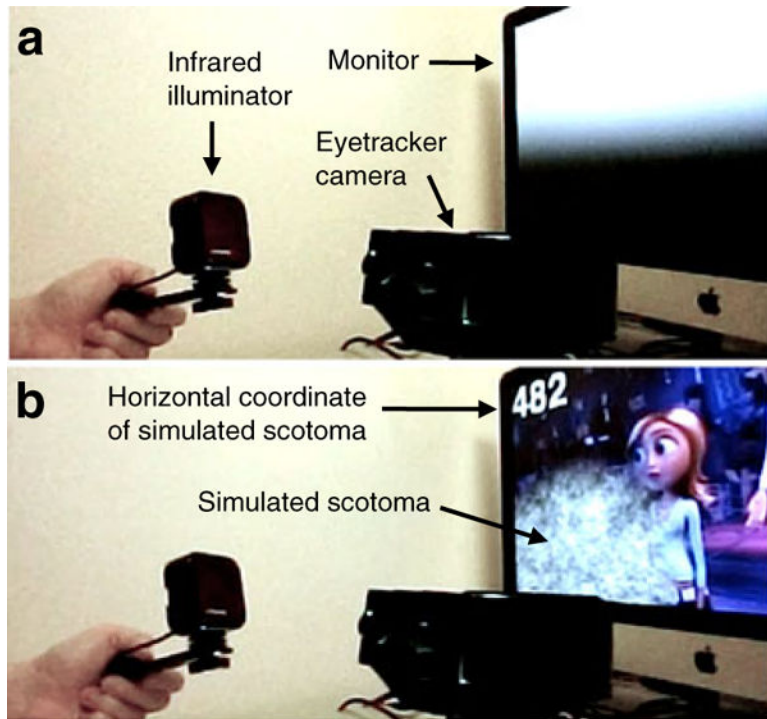 a
Infrared
illuminator
Monitor
Eyetracker
camera
b
Horizontal coordinate
of simulated scotoma
482
Simulated scotoma